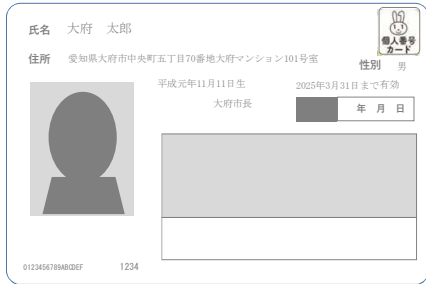 氏名 大府 太郎
個人番号
カード
住所 愛知県大府市中央町五丁目70番地大府マンション101号室
性別 男
平成元年11月11日生 2025年3月31日まで有効
大府市長
年 月 日
0123456789ABCDEF 1234